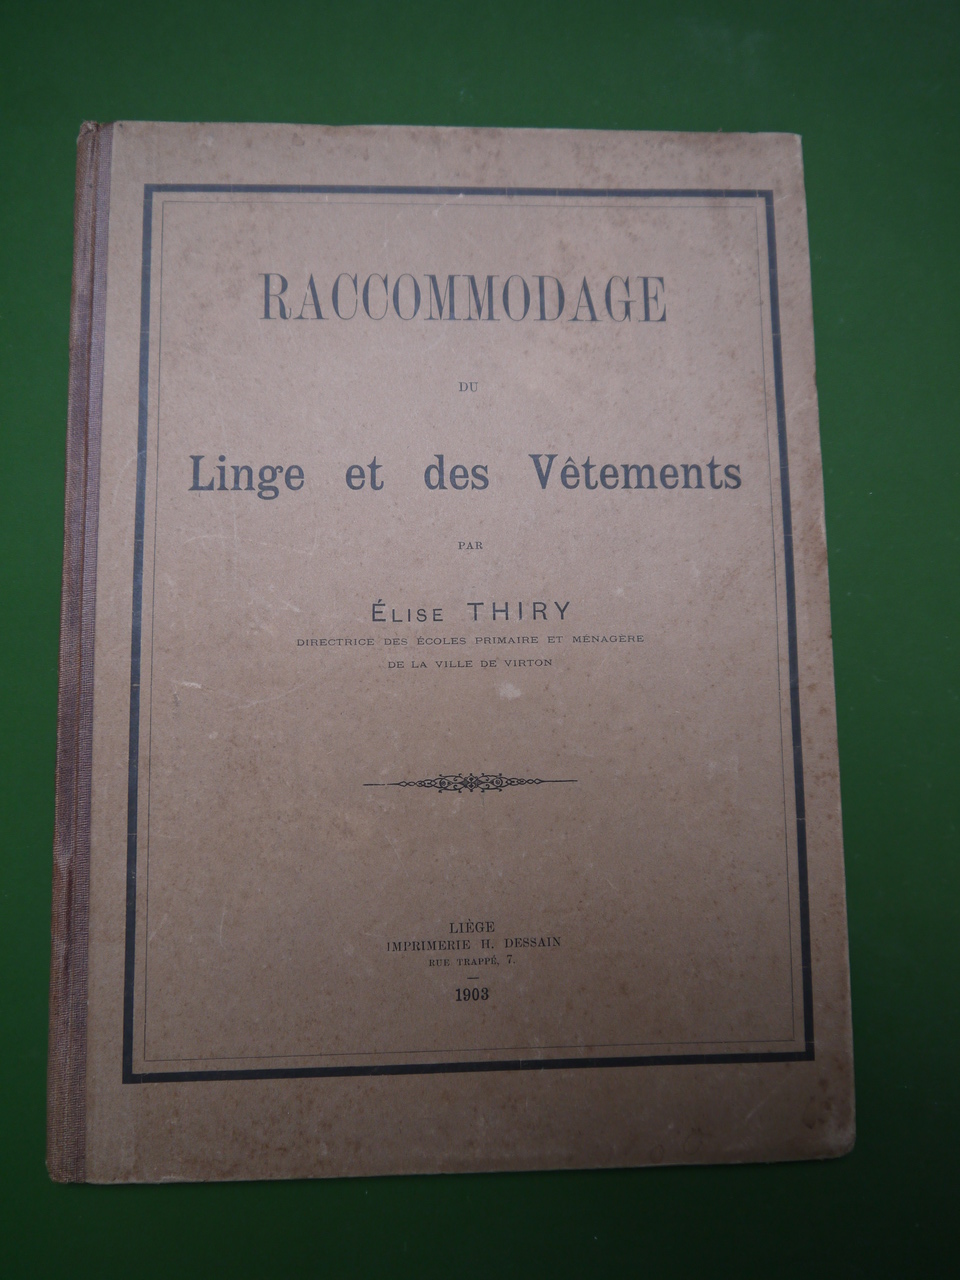 RACCOMMODAGE
DU
Linge et des Vêtements
PAR
ÉLISE THIRY
DIRECTRICE DES ÉCOLES PRIMAIRE ET MÉNAGÈRE
DE LA VILLE DE VIRTON
LIÈGE
IMPRIMERIE H. DESSAIN
RUE TRAPPÉ, 7.
1903